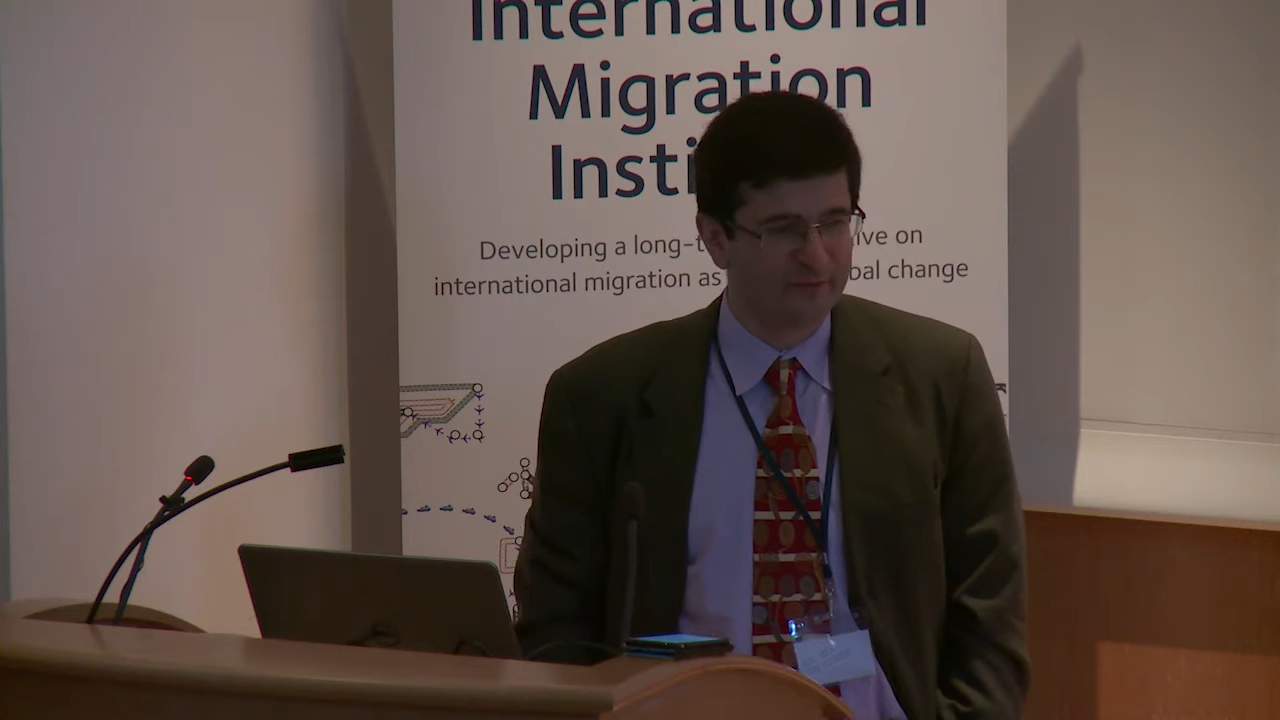 International
Migration
Insti
Developing a long-t ive on
international migration as bal change